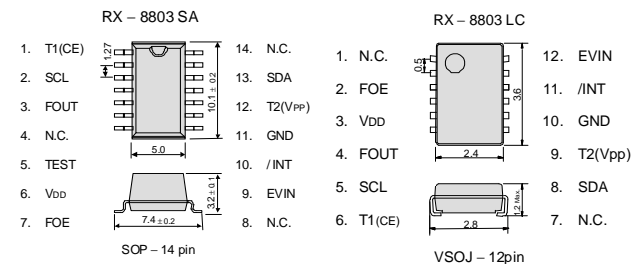 RX – 8803 SA
1. T1(CE)
2. SCL
3. FOUT
4. N.C.
5. TEST
6. VDD
7. FOE
1.27
10.1 ± 0.2
5.0
3.2 ± 0.1
7.4 ± 0.2
14. N.C.
13. SDA
12. T2(VPP)
11. GND
10. / INT
9. EVIN
8. N.C.
SOP – 14 pin
RX – 8803 LC
1. N.C.
2. FOE
3. VDD
4. FOUT
5. SCL
6. T1(CE)
0.5
3.6
2.4
1.2 Max.
2.8
12. EVIN
11. /INT
10. GND
9. T2(Vpp)
8. SDA
7. N.C.
VSOJ – 12pin